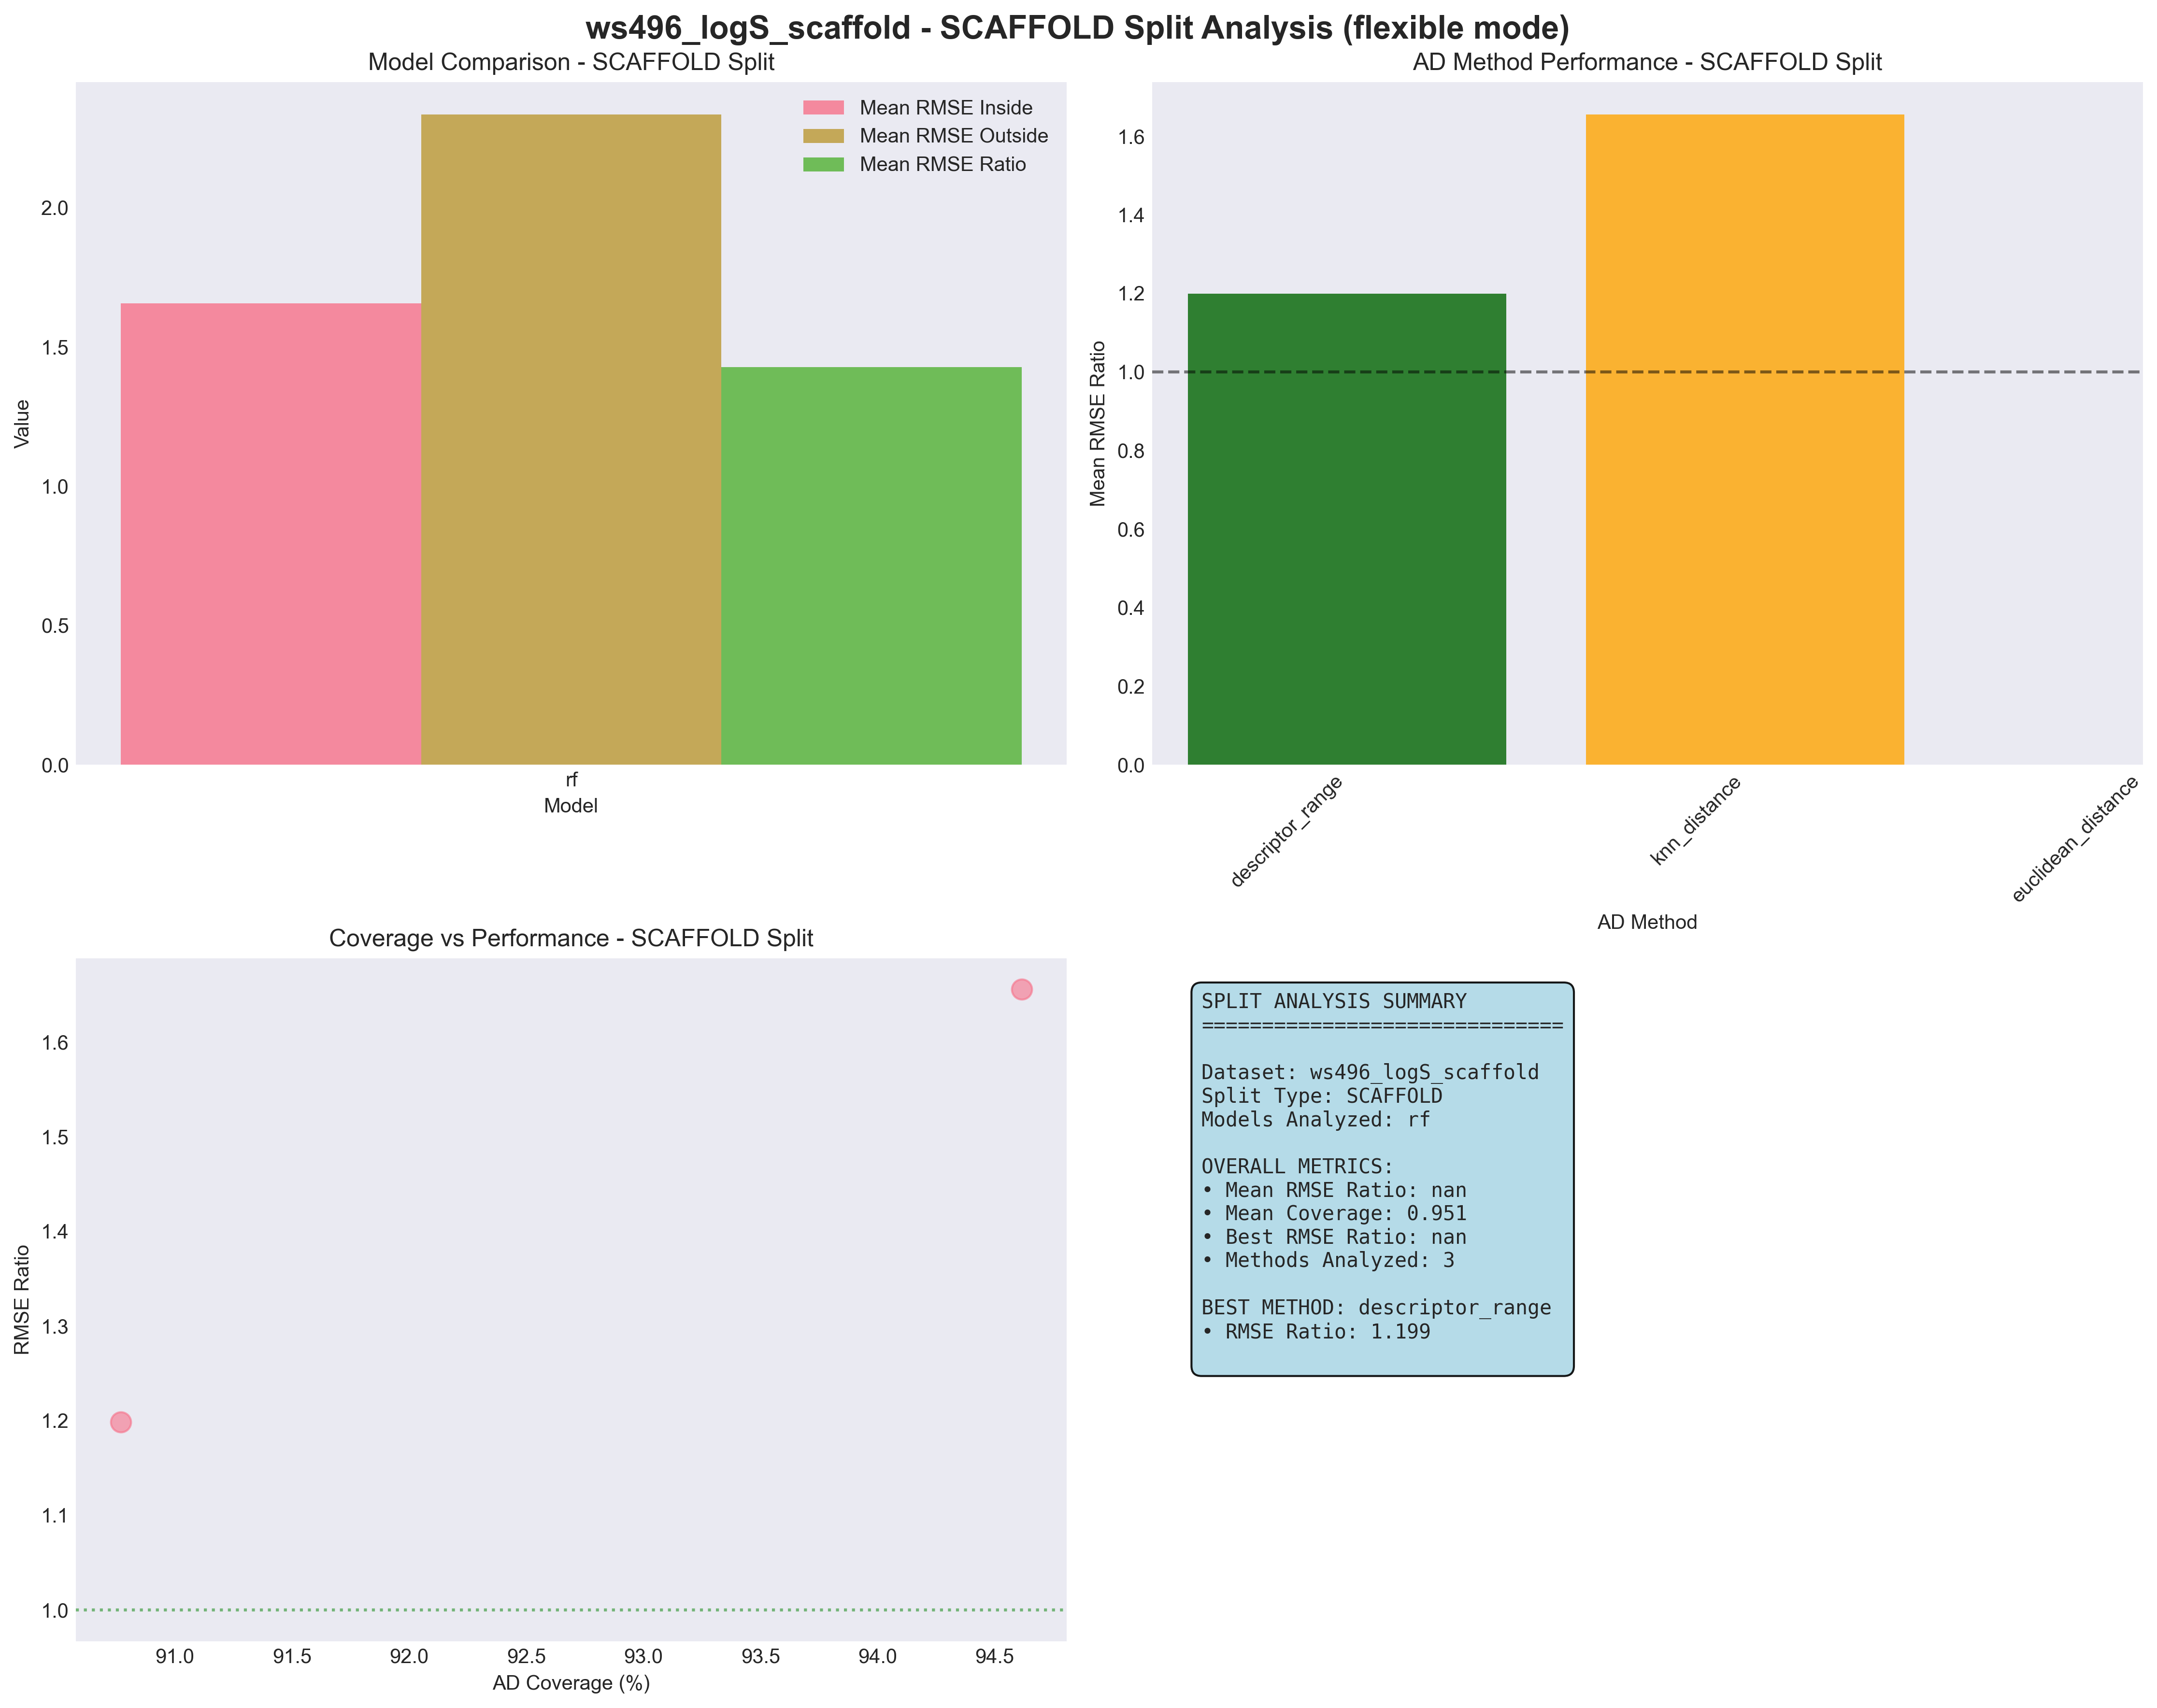 ws496_logS_scaffold - SCAFFOLD Split Analysis (flexible mode)
Model Comparison - SCAFFOLD Split
Mean RMSE Inside
Mean RMSE Outside
Mean RMSE Ratio
2.0
1.5
1.0
0.5
0.0
Value
rf
Model
AD Method Performance - SCAFFOLD Split
1.6
1.4
1.2
1.0
0.8
0.6
0.4
0.2
0.0
Mean RMSE Ratio
descriptor_range
knn_distance
euclidean_distance
AD Method
Coverage vs Performance - SCAFFOLD Split
1.6
1.5
1.4
1.3
1.2
1.1
1.0
RMSE Ratio
91.0
91.5
92.0
92.5
93.0
93.5
94.0
94.5
AD Coverage (%)
SPLIT ANALYSIS SUMMARY
==============================
Dataset: ws496_logS_scaffold
Split Type: SCAFFOLD
Models Analyzed: rf
OVERALL METRICS:
• Mean RMSE Ratio: nan
• Mean Coverage: 0.951
• Best RMSE Ratio: nan
• Methods Analyzed: 3
BEST METHOD: descriptor_range
• RMSE Ratio: 1.199